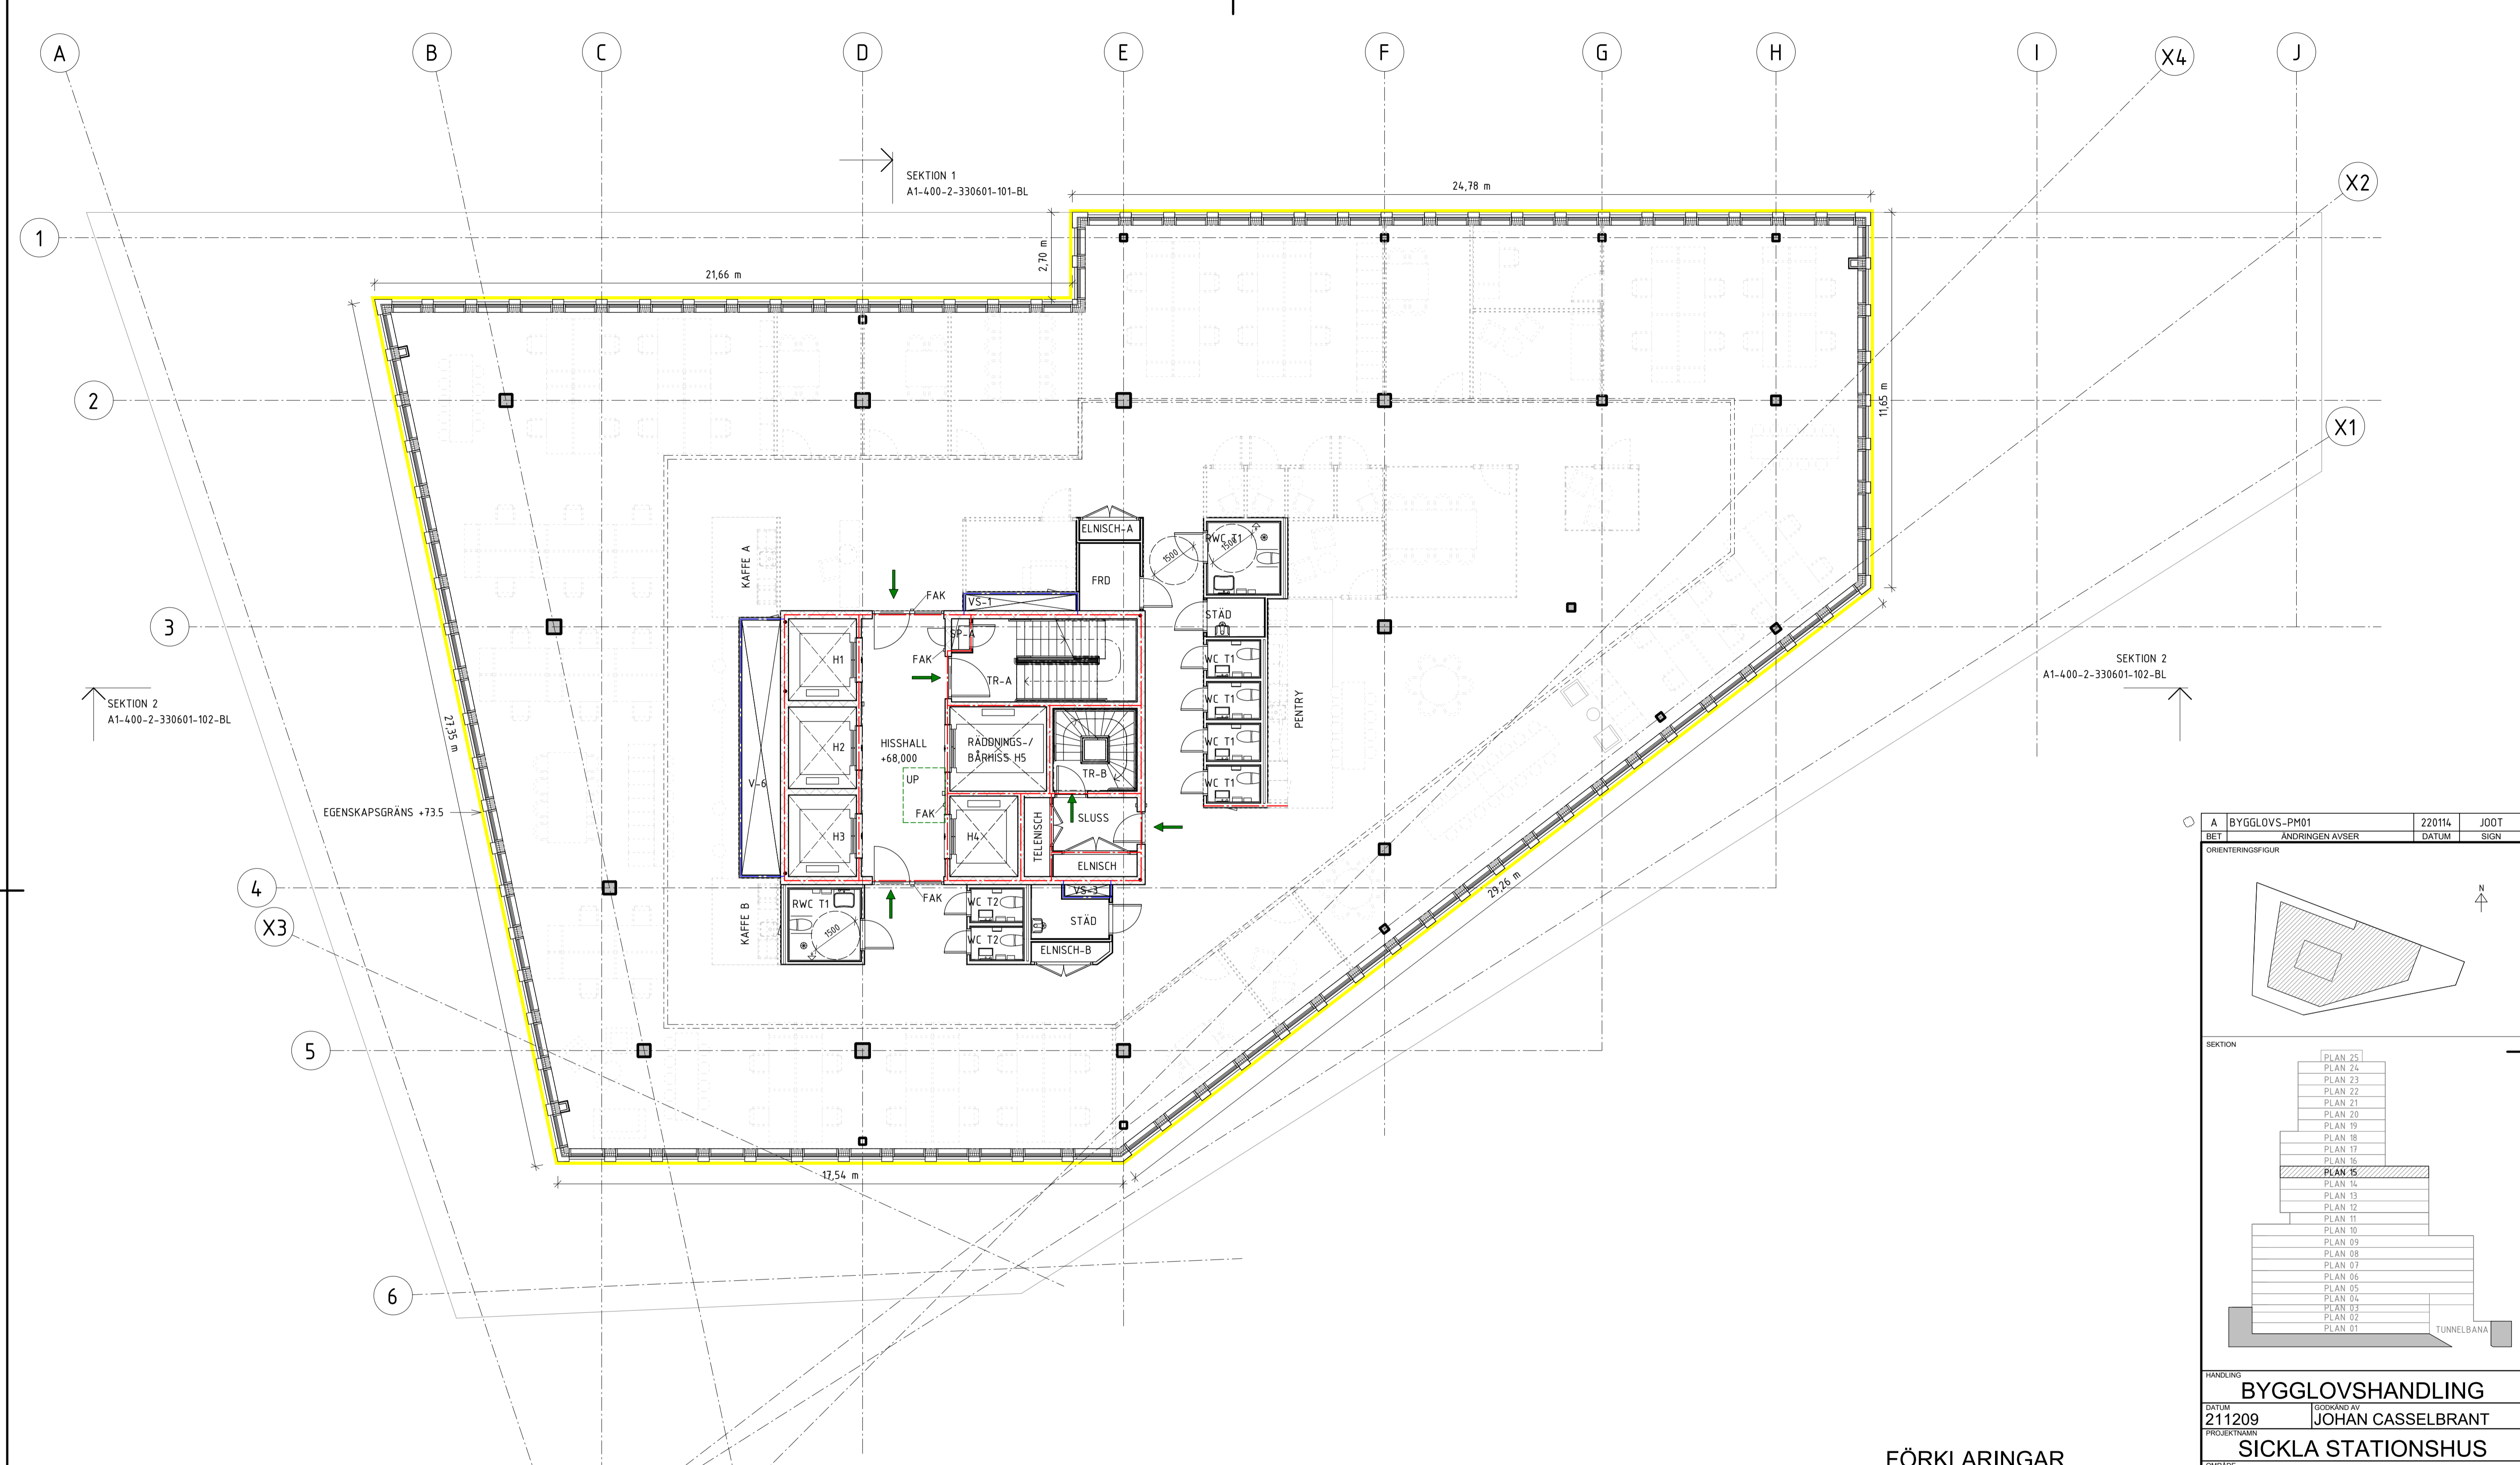 A
B
C
D
E
F
G
H
I
X4
J
X2
X1
1
2
3
4
X3
5
6
SEKTION 1
A1-400-2-330601-101-BL
24,78 m
2,70 m
21,66 m
11,65 m
27,35 m
29,26 m
17,54 m
SEKTION 2
A1-400-2-330601-102-BL
SEKTION 2
A1-400-2-330601-102-BL
EGENSKAPSGRÄNS +73.5
KAFFE A
KAFFE B
ELNISCH-A
FRD
RWC T1
1500
1500
STÄD
WC T1
WC T1
WC T1
WC T1
PENTRY
VS-1
FAK
SP-A
FAK
TR-A
H1
H2
H3
V-6
HISSHALL
+68,000
UP
FAK
RÄDDNINGS-/
BÅRHISS H5
TR-B
H4
TELENISCH
SLUSS
ELNISCH
VS-3
FAK
RWC T1
1500
WC T2
WC T2
STÄD
ELNISCH-B
A BYGGLOVS-PM01 220114 JOOT
BET ÄNDRINGEN AVSER DATUM SIGN
ORIENTERINGSFIGUR
N
SEKTION
PLAN 25
PLAN 24
PLAN 23
PLAN 22
PLAN 21
PLAN 20
PLAN 19
PLAN 18
PLAN 17
PLAN 16
PLAN 15
PLAN 14
PLAN 13
PLAN 12
PLAN 11
PLAN 10
PLAN 09
PLAN 08
PLAN 07
PLAN 06
PLAN 05
PLAN 04
PLAN 03
PLAN 02
PLAN 01
TUNNELBANA
HANDLING
BYGGLOVSHANDLING
DATUM
211209
GODKÄND AV
JOHAN CASSELBRANT
PROJEKTNAMN
SICKLA STATIONSHUS
OMRÅDE
FÖRKLARINGAR